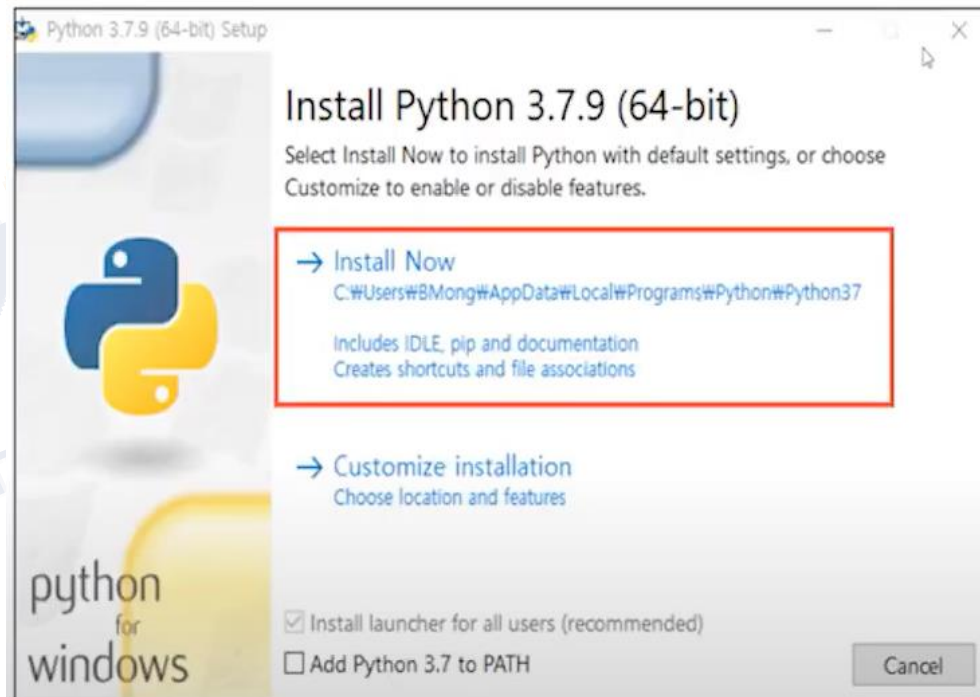 Python 3.7.9 (64-bit) Setup
Install Python 3.7.9 (64-bit)
Select Install Now to install Python with default settings, or choose
Customize to enable or disable features.
→ Install Now
C:₩Users₩BMong₩AppData₩Local₩Programs₩Python₩Python37
Includes IDLE, pip and documentation
Creates shortcuts and file associations
→ Customize installation
Choose location and features
python
for
windows
Install launcher for all users (recommended)
Add Python 3.7 to PATH
Cancel